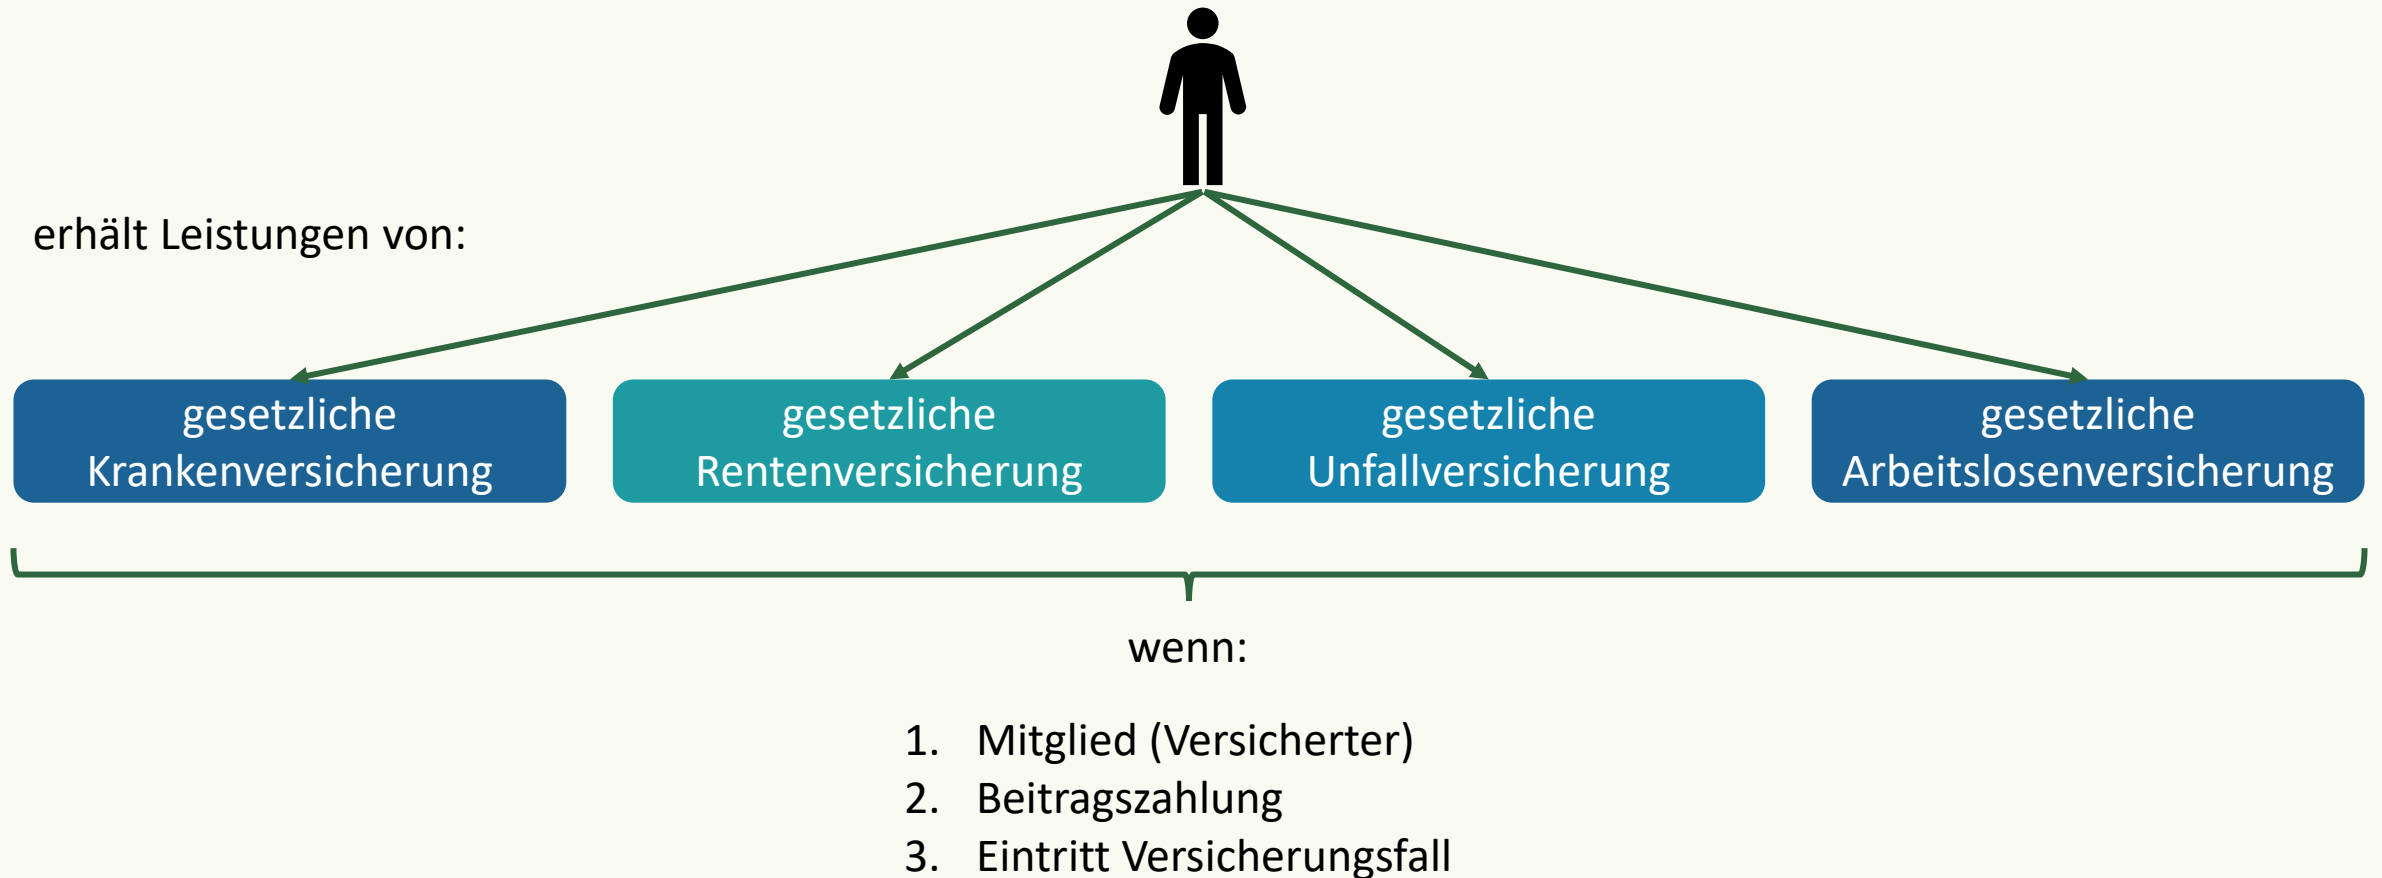 erhält Leistungen von:
gesetzliche
Krankenversicherung
gesetzliche
Rentenversicherung
gesetzliche
Unfallversicherung
gesetzliche
Arbeitslosenversicherung
wenn:
1. Mitglied (Versicherter)
2. Beitragszahlung
3. Eintritt Versicherungsfall